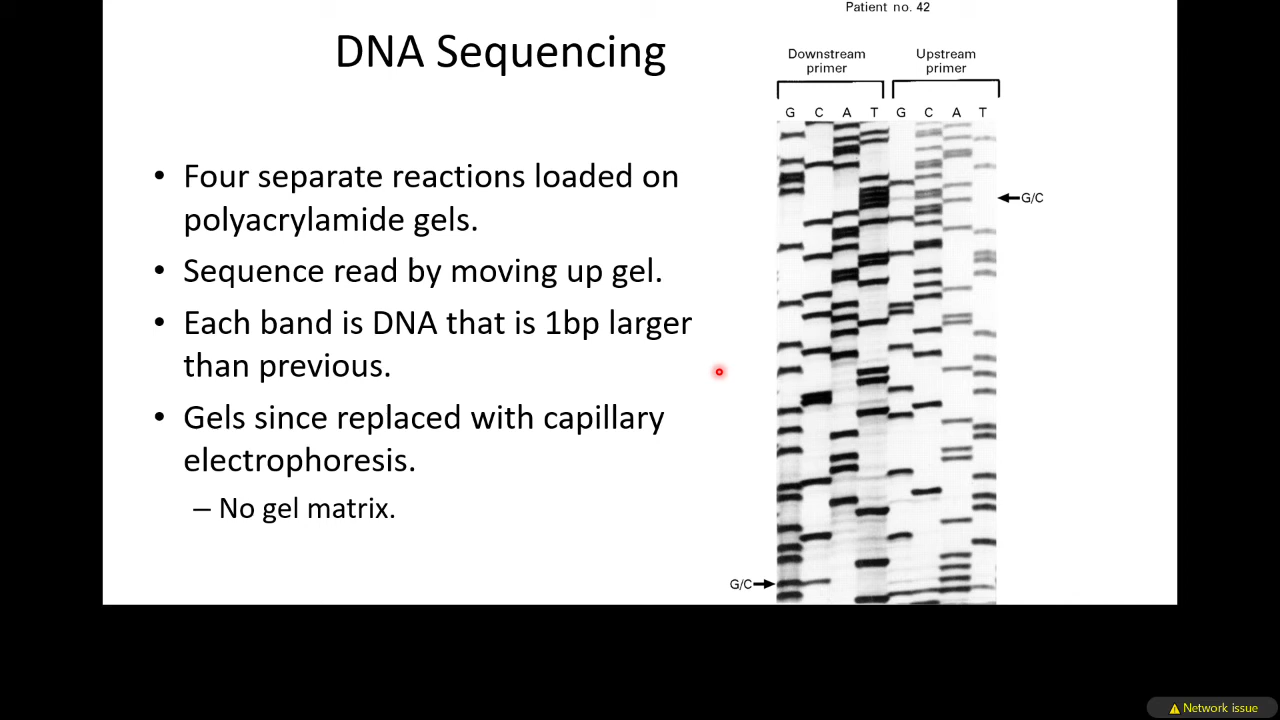 DNA Sequencing
• Four separate reactions loaded on
polyacrylamide gels.
• Sequence read by moving up gel.
• Each band is DNA that is 1bp larger
than previous.
• Gels since replaced with capillary
electrophoresis.
– No gel matrix.
Patient no. 42
Downstream primer
Upstream primer
G C A T G C A T
G/C
G/C
Network issue